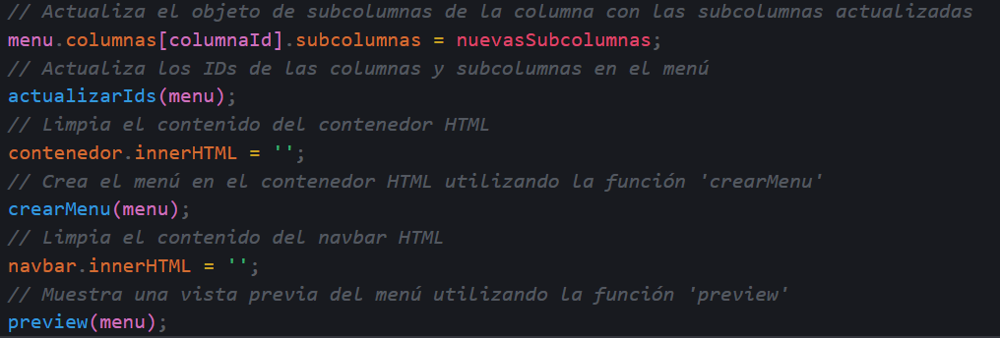 // Actualiza el objeto de subcolumnas de la columna con las subcolumnas actualizadas
menu.columnas[columnaId].subcolumnas = nuevasSubcolumnas;
// Actualiza los IDs de las columnas y subcolumnas en el menú
actualizarIds(menu);
// Limpia el contenido del contenedor HTML
contenedor.innerHTML = '';
// Crea el menú en el contenedor HTML utilizando la función 'crearMenu'
crearMenu(menu);
// Limpia el contenido del navbar HTML
navbar.innerHTML = '';
// Muestra una vista previa del menú utilizando la función 'preview'
preview(menu);